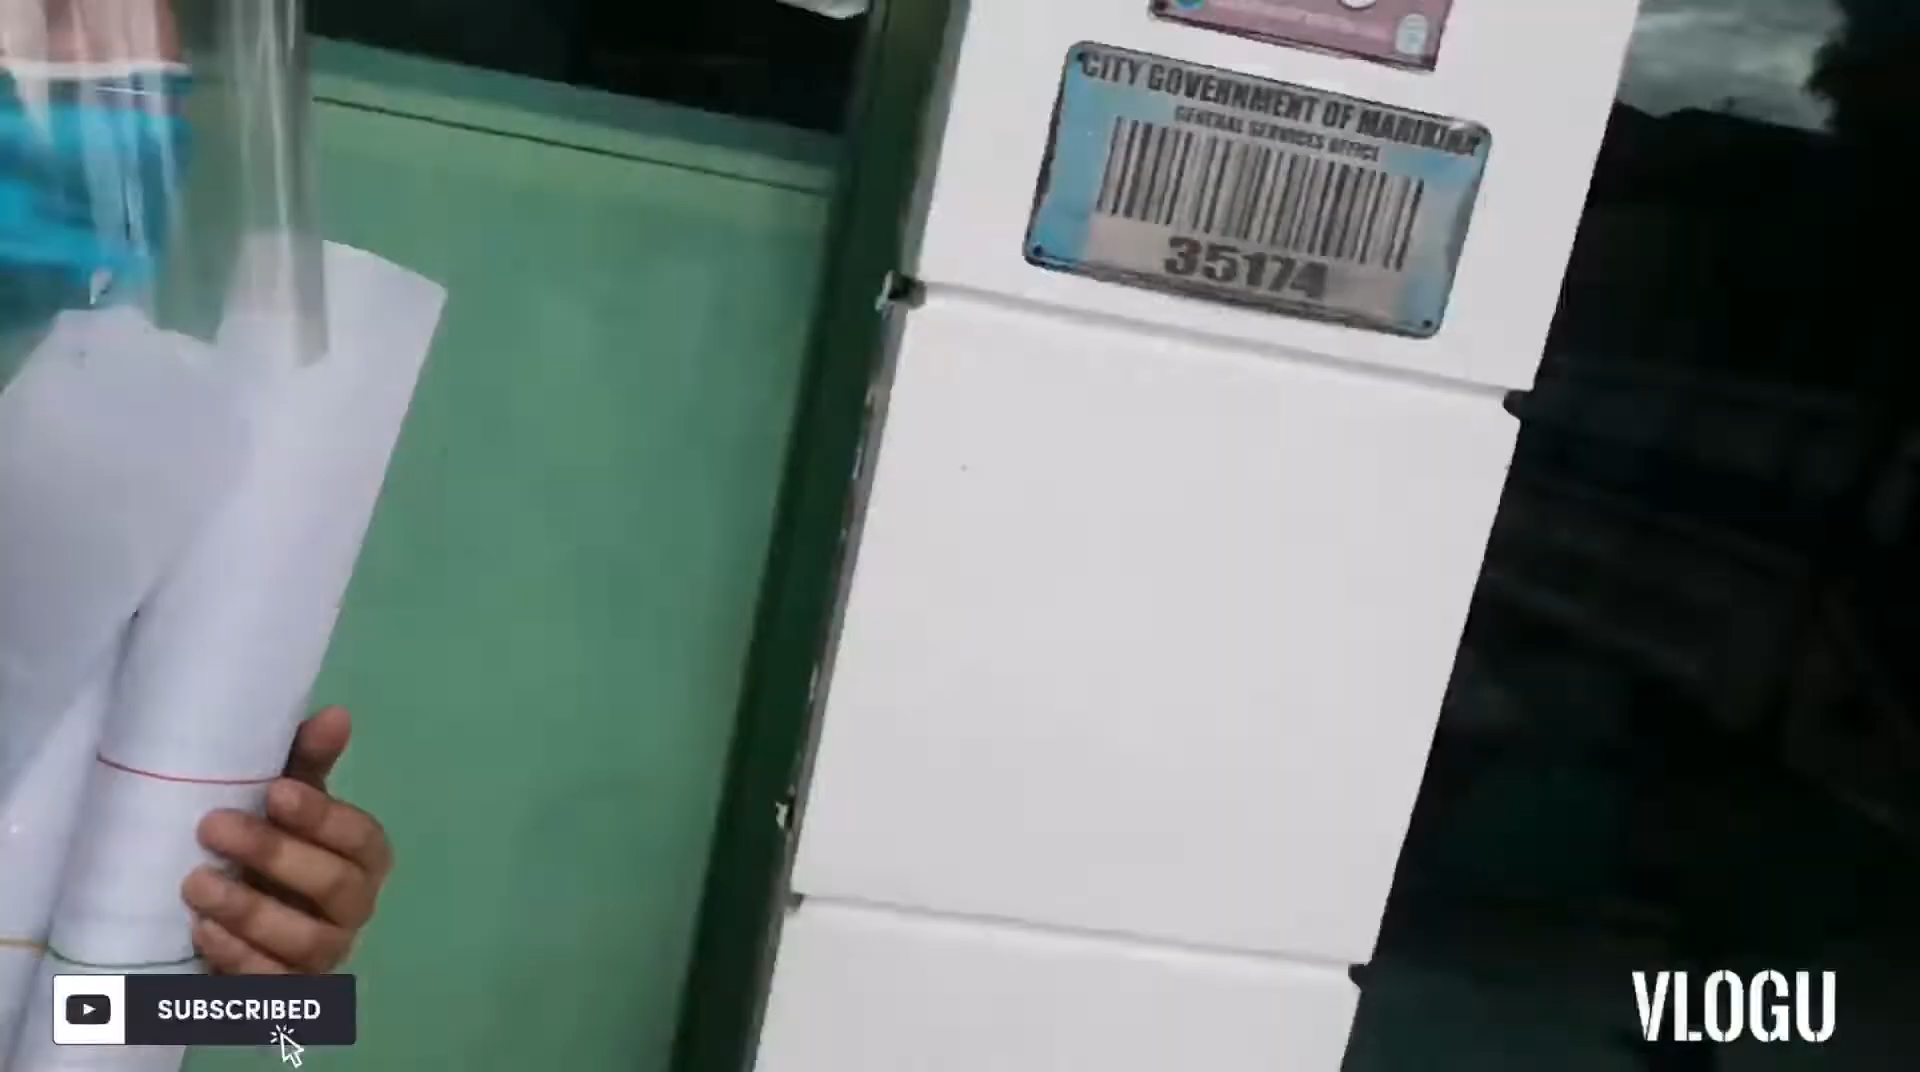 CITY GOVERNMENT OF MARIKINA
GENERAL SERVICES OFFICE
35174
SUBSCRIBED
VLOGU